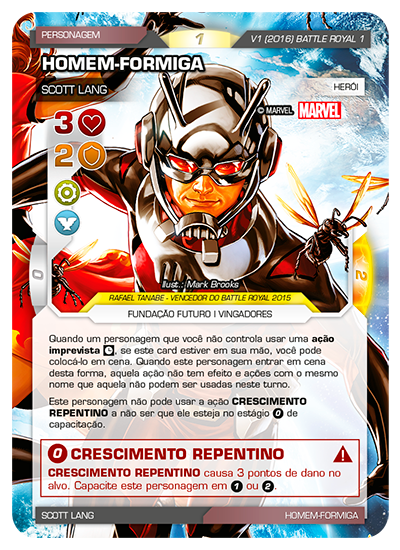 PERSONAGEM
1
V1 (2016) BATTLE ROYAL 1
HOMEM-FORMIGA
SCOTT LANG
HERÓI
3
© MARVEL MARVEL
2
0
2
Ilust.: Mark Brooks
RAFAEL TANABE - VENCEDOR DO BATTLE ROYAL 2015
FUNDAÇÃO FUTURO | VINGADORES
Quando um personagem que você não controla usar uma ação
imprevista, se este card estiver em sua mão, você pode
colocá-lo em cena. Quando este personagem entrar em cena
desta forma, aquela ação não tem efeito e ações com o mesmo
nome que aquela não podem ser usadas neste turno.
Este personagem não pode usar a ação CRESCIMENTO
REPENTINO a não ser que ele esteja no estágio 0 de
capacitação.
0 CRESCIMENTO REPENTINO
CRESCIMENTO REPENTINO causa 3 pontos de dano no
alvo. Capacite este personagem em 1 ou 2.
SCOTT LANG
HOMEM-FORMIGA